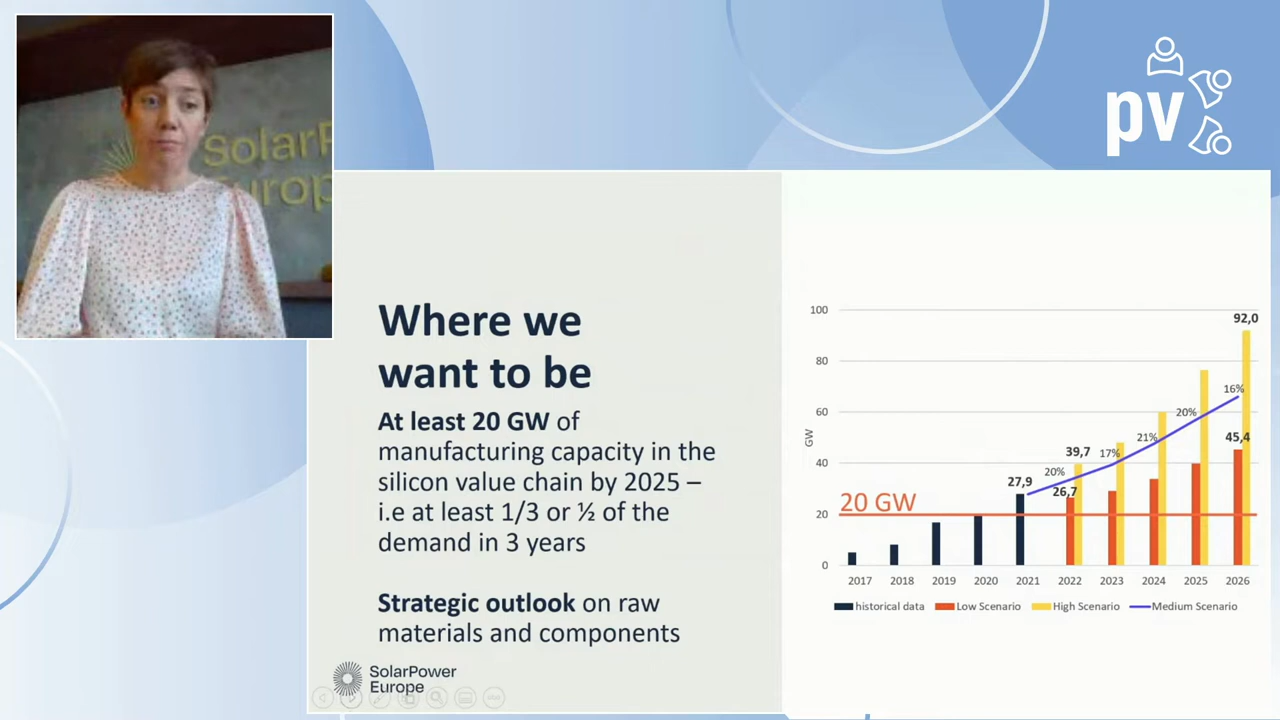 SolarP
Europe
pv
Where we
want to be
At least 20 GW of
manufacturing capacity in the
silicon value chain by 2025 –
i.e at least 1/3 or ½ of the
demand in 3 years
Strategic outlook on raw
materials and components
SolarPower
Europe
100
80
60
40
20
0
GW
20 GW
27,9
26,7
39,7
45,4
92,0
20%
17%
21%
20%
16%
2017 2018 2019 2020 2021 2022 2023 2024 2025 2026
historical data Low Scenario High Scenario Medium Scenario